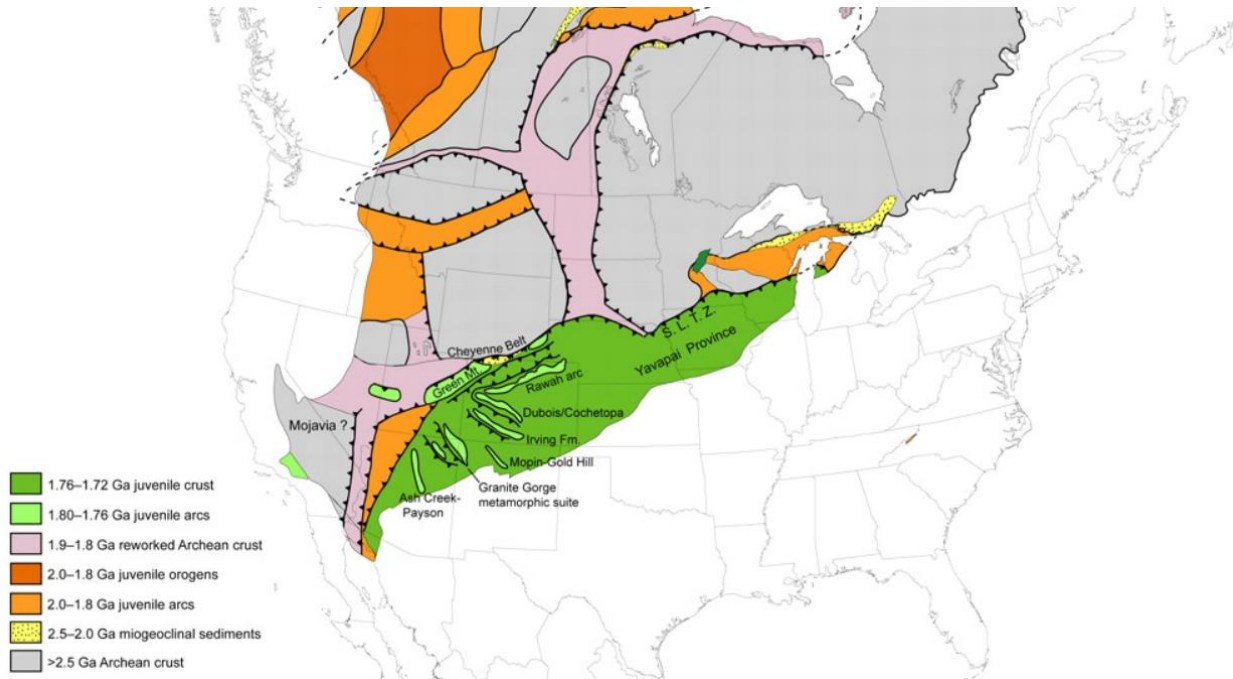 S. L. T. Z.
Yavapai Province
Cheyenne Belt
Green Mt.
Rawah arc
Dubois/Cochetopa
Mojavia ?
Irving Fm.
Mopin-Gold Hill
Granite Gorge
metamorphic suite
Ash Creek-
Payson
1.76–1.72 Ga juvenile crust
1.80–1.76 Ga juvenile arcs
1.9–1.8 Ga reworked Archean crust
2.0–1.8 Ga juvenile orogens
2.0–1.8 Ga juvenile arcs
2.5–2.0 Ga miogeoclinal sediments
>2.5 Ga Archean crust